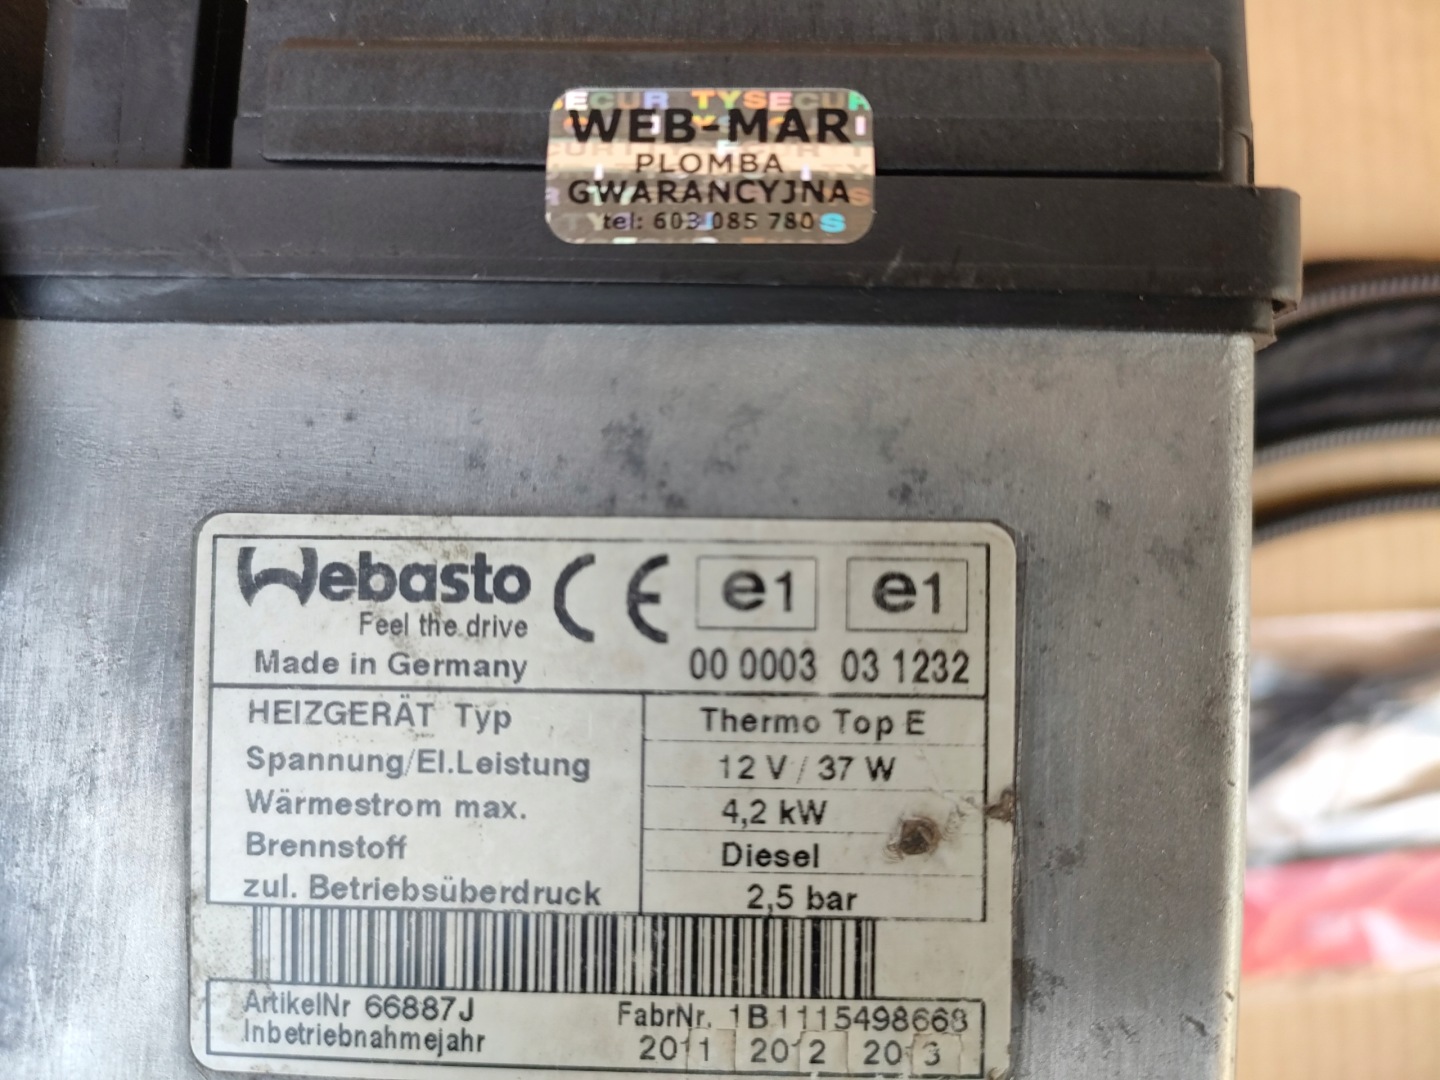 WEB-MAR
PLOMBA
GWARANCYJNA
tel: 603 085 780
Webasto
Feel the drive
CE
e1
e1
Made in Germany
00 0003
03 1232
HEIZGERÄT Typ
Thermo Top E
Spannung/El.Leistung
12 V / 37 W
Wärmestrom max.
4,2 kW
Brennstoff
Diesel
zul. Betriebsüberdruck
2,5 bar
ArtikelNr 66887J
FabrNr. 1B1115498668
Inbetriebnahmejahr
2011 2012 2013